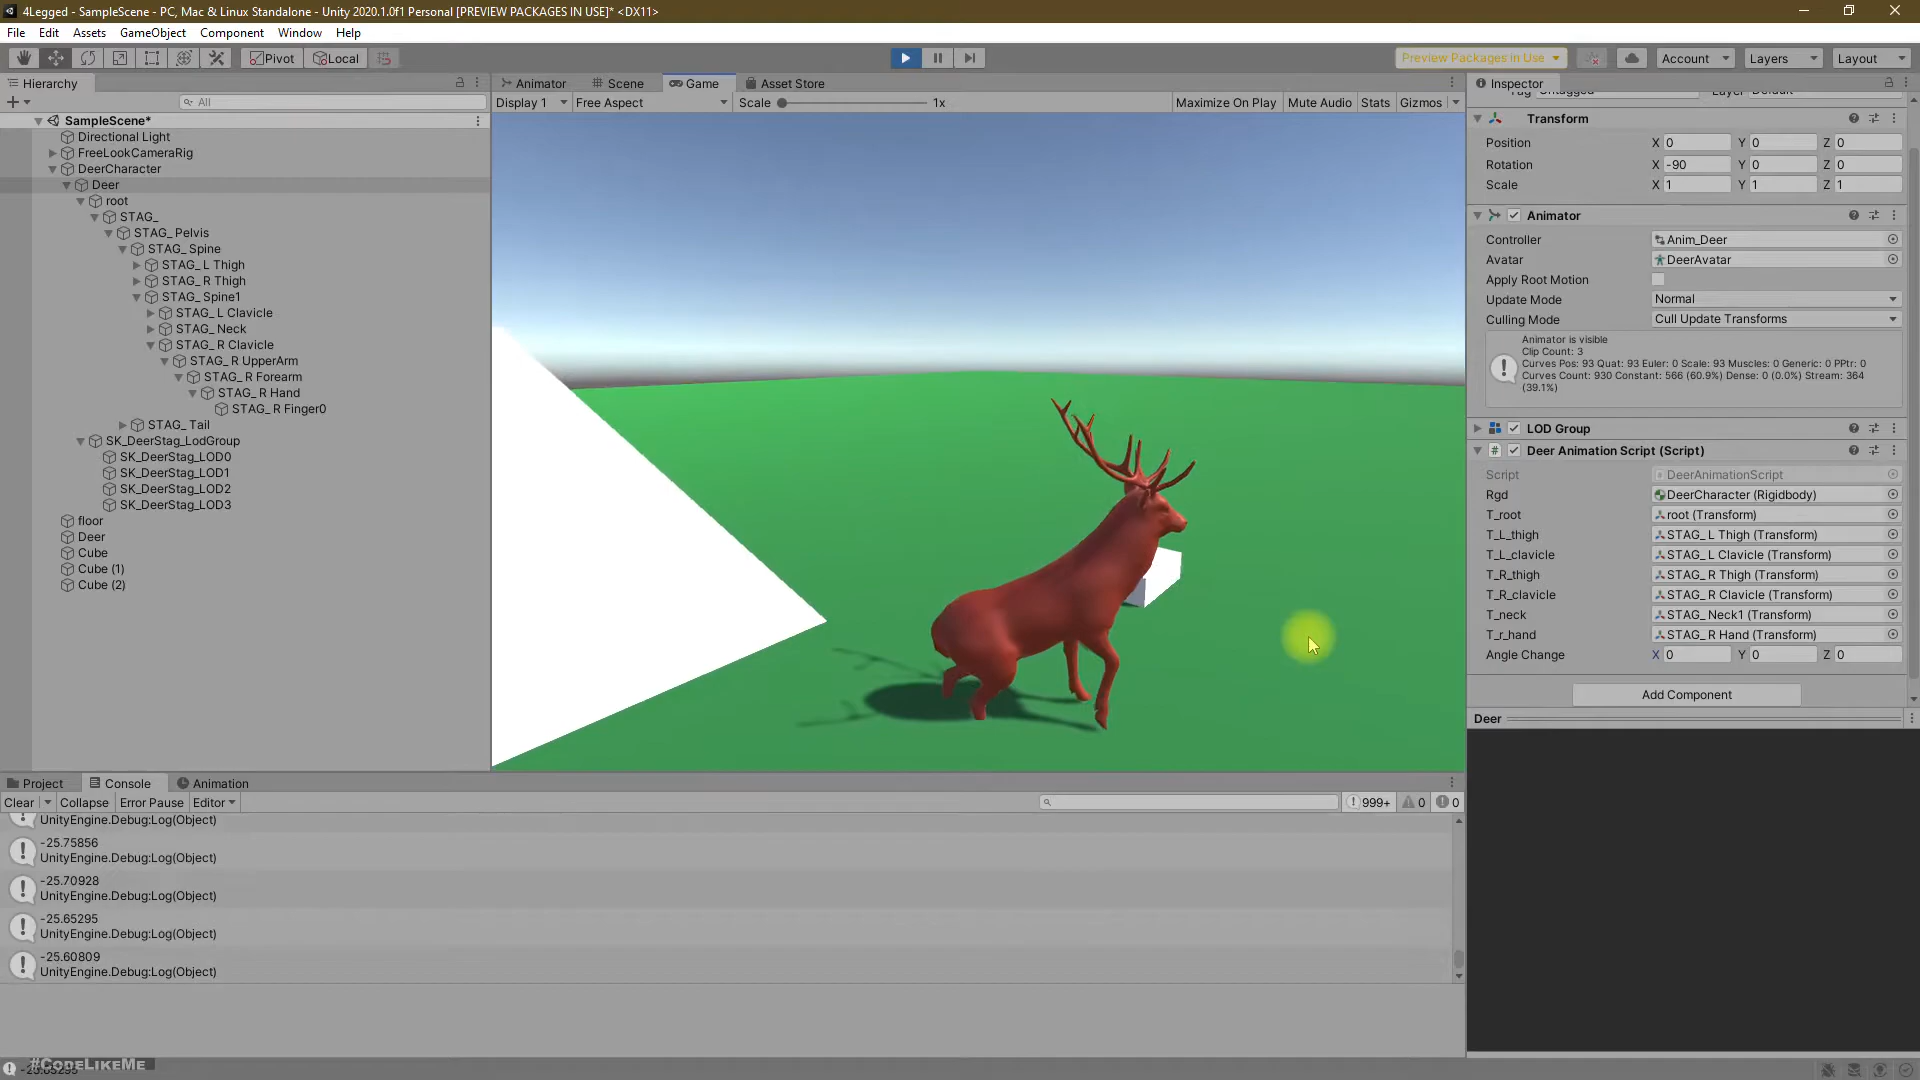 4Legged - SampleScene - PC, Mac & Linux Standalone - Unity 2020.1.0f1 Personal [PREVIEW PACKAGES IN USE]* <DX11>
File Edit Assets GameObject Component Window Help
Pivot Local Preview Packages in Use Account Layers Layout
Hierarchy
All
SampleScene*
Directional Light
FreeLookCameraRig
DeerCharacter
Deer
root
STAG_
STAG_ Pelvis
STAG_ Spine
STAG_ L Thigh
STAG_ R Thigh
STAG_ Spine1
STAG_ L Clavicle
STAG_ Neck
STAG_ R Clavicle
STAG_ R UpperArm
STAG_ R Forearm
STAG_ R Hand
STAG_ R Finger0
STAG_ Tail
SK_DeerStag_LodGroup
SK_DeerStag_LOD0
SK_DeerStag_LOD1
SK_DeerStag_LOD2
SK_DeerStag_LOD3
floor
Deer
Cube
Cube (1)
Cube (2)
Animator Scene Game Asset Store
Display 1 Free Aspect Scale 1x Maximize On Play Mute Audio Stats Gizmos
Inspector
Tag Untagged Layer Default
Transform
Position X 0 Y 0 Z 0
Rotation X -90 Y 0 Z 0
Scale X 1 Y 1 Z 1
Animator
Controller Anim_Deer
Avatar DeerAvatar
Apply Root Motion
Update Mode Normal
Culling Mode Cull Update Transforms
Animator is visible
Clip Count: 3
Curves Pos: 93 Quat: 93 Euler: 0 Scale: 93 Muscles: 0 Generic: 0 PPtr: 0
Curves Count: 930 Constant: 566 (60.9%) Dense: 0 (0.0%) Stream: 364
(39.1%)
LOD Group
Deer Animation Script (Script)
Script DeerAnimationScript
Rgd DeerCharacter (Rigidbody)
T_root root (Transform)
T_L_thigh STAG_ L Thigh (Transform)
T_L_clavicle STAG_ L Clavicle (Transform)
T_R_thigh STAG_ R Thigh (Transform)
T_R_clavicle STAG_ R Clavicle (Transform)
T_neck STAG_ Neck1 (Transform)
T_r_hand STAG_ R Hand (Transform)
Angle Change X 0 Y 0 Z 0
Add Component
Deer
Project Console Animation
Clear Collapse Error Pause Editor 999+ 0 0
UnityEngine.Debug:Log(Object)
-25.75856
UnityEngine.Debug:Log(Object)
-25.70928
UnityEngine.Debug:Log(Object)
-25.65295
UnityEngine.Debug:Log(Object)
-25.60809
UnityEngine.Debug:Log(Object)
#CodeLikeMe